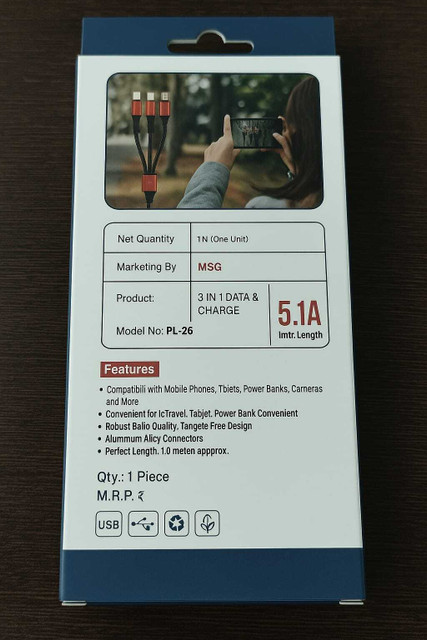 Net Quantity 1N (One Unit)
Marketing By MSG
Product: 3 IN 1 DATA &
CHARGE
Model No: PL-26
5.1A
Imtr. Length
Features
• Compatibili with Mobile Phones, Tbiets, Power Banks, Carneras
and More
• Convenient for IcTravel. Tabjet. Power Bank Convenient
• Robust Balio Quality. Tangete Free Design
• Alummum Alicy Connectors
• Perfect Length. 1.0 meten appprox.
Qty.: 1 Piece
M.R.P. ₹
USB